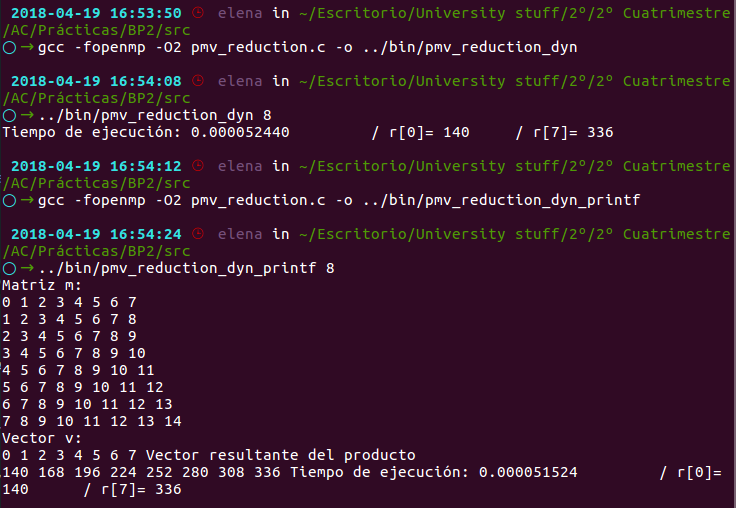 2018-04-19 16:53:50 elena in ~/Escritorio/University stuff/2º/2º Cuatrimestre
/AC/Prácticas/BP2/src
○ →gcc -fopenmp -O2 pmv_reduction.c -o ../bin/pmv_reduction_dyn
2018-04-19 16:54:08 elena in ~/Escritorio/University stuff/2º/2º Cuatrimestre
/AC/Prácticas/BP2/src
○ →../bin/pmv_reduction_dyn 8
Tiempo de ejecución: 0.000052440 / r[0]= 140 / r[7]= 336
2018-04-19 16:54:12 elena in ~/Escritorio/University stuff/2º/2º Cuatrimestre
/AC/Prácticas/BP2/src
○ →gcc -fopenmp -O2 pmv_reduction.c -o ../bin/pmv_reduction_dyn_printf
2018-04-19 16:54:24 elena in ~/Escritorio/University stuff/2º/2º Cuatrimestre
/AC/Prácticas/BP2/src
○ →../bin/pmv_reduction_dyn_printf 8
Matriz m:
0 1 2 3 4 5 6 7
1 2 3 4 5 6 7 8
2 3 4 5 6 7 8 9
3 4 5 6 7 8 9 10
4 5 6 7 8 9 10 11
5 6 7 8 9 10 11 12
6 7 8 9 10 11 12 13
7 8 9 10 11 12 13 14
Vector v:
0 1 2 3 4 5 6 7 Vector resultante del producto
140 168 196 224 252 280 308 336 Tiempo de ejecución: 0.000051524 / r[0]=
140 / r[7]= 336